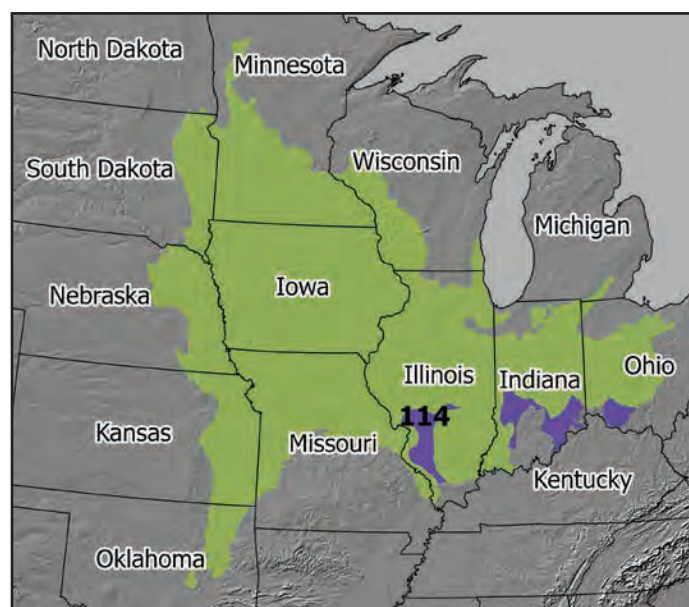 North Dakota
Minnesota
South Dakota
Wisconsin
Michigan
Nebraska
Iowa
Illinois
Indiana
Ohio
114
Kansas
Missouri
Kentucky
Oklahoma